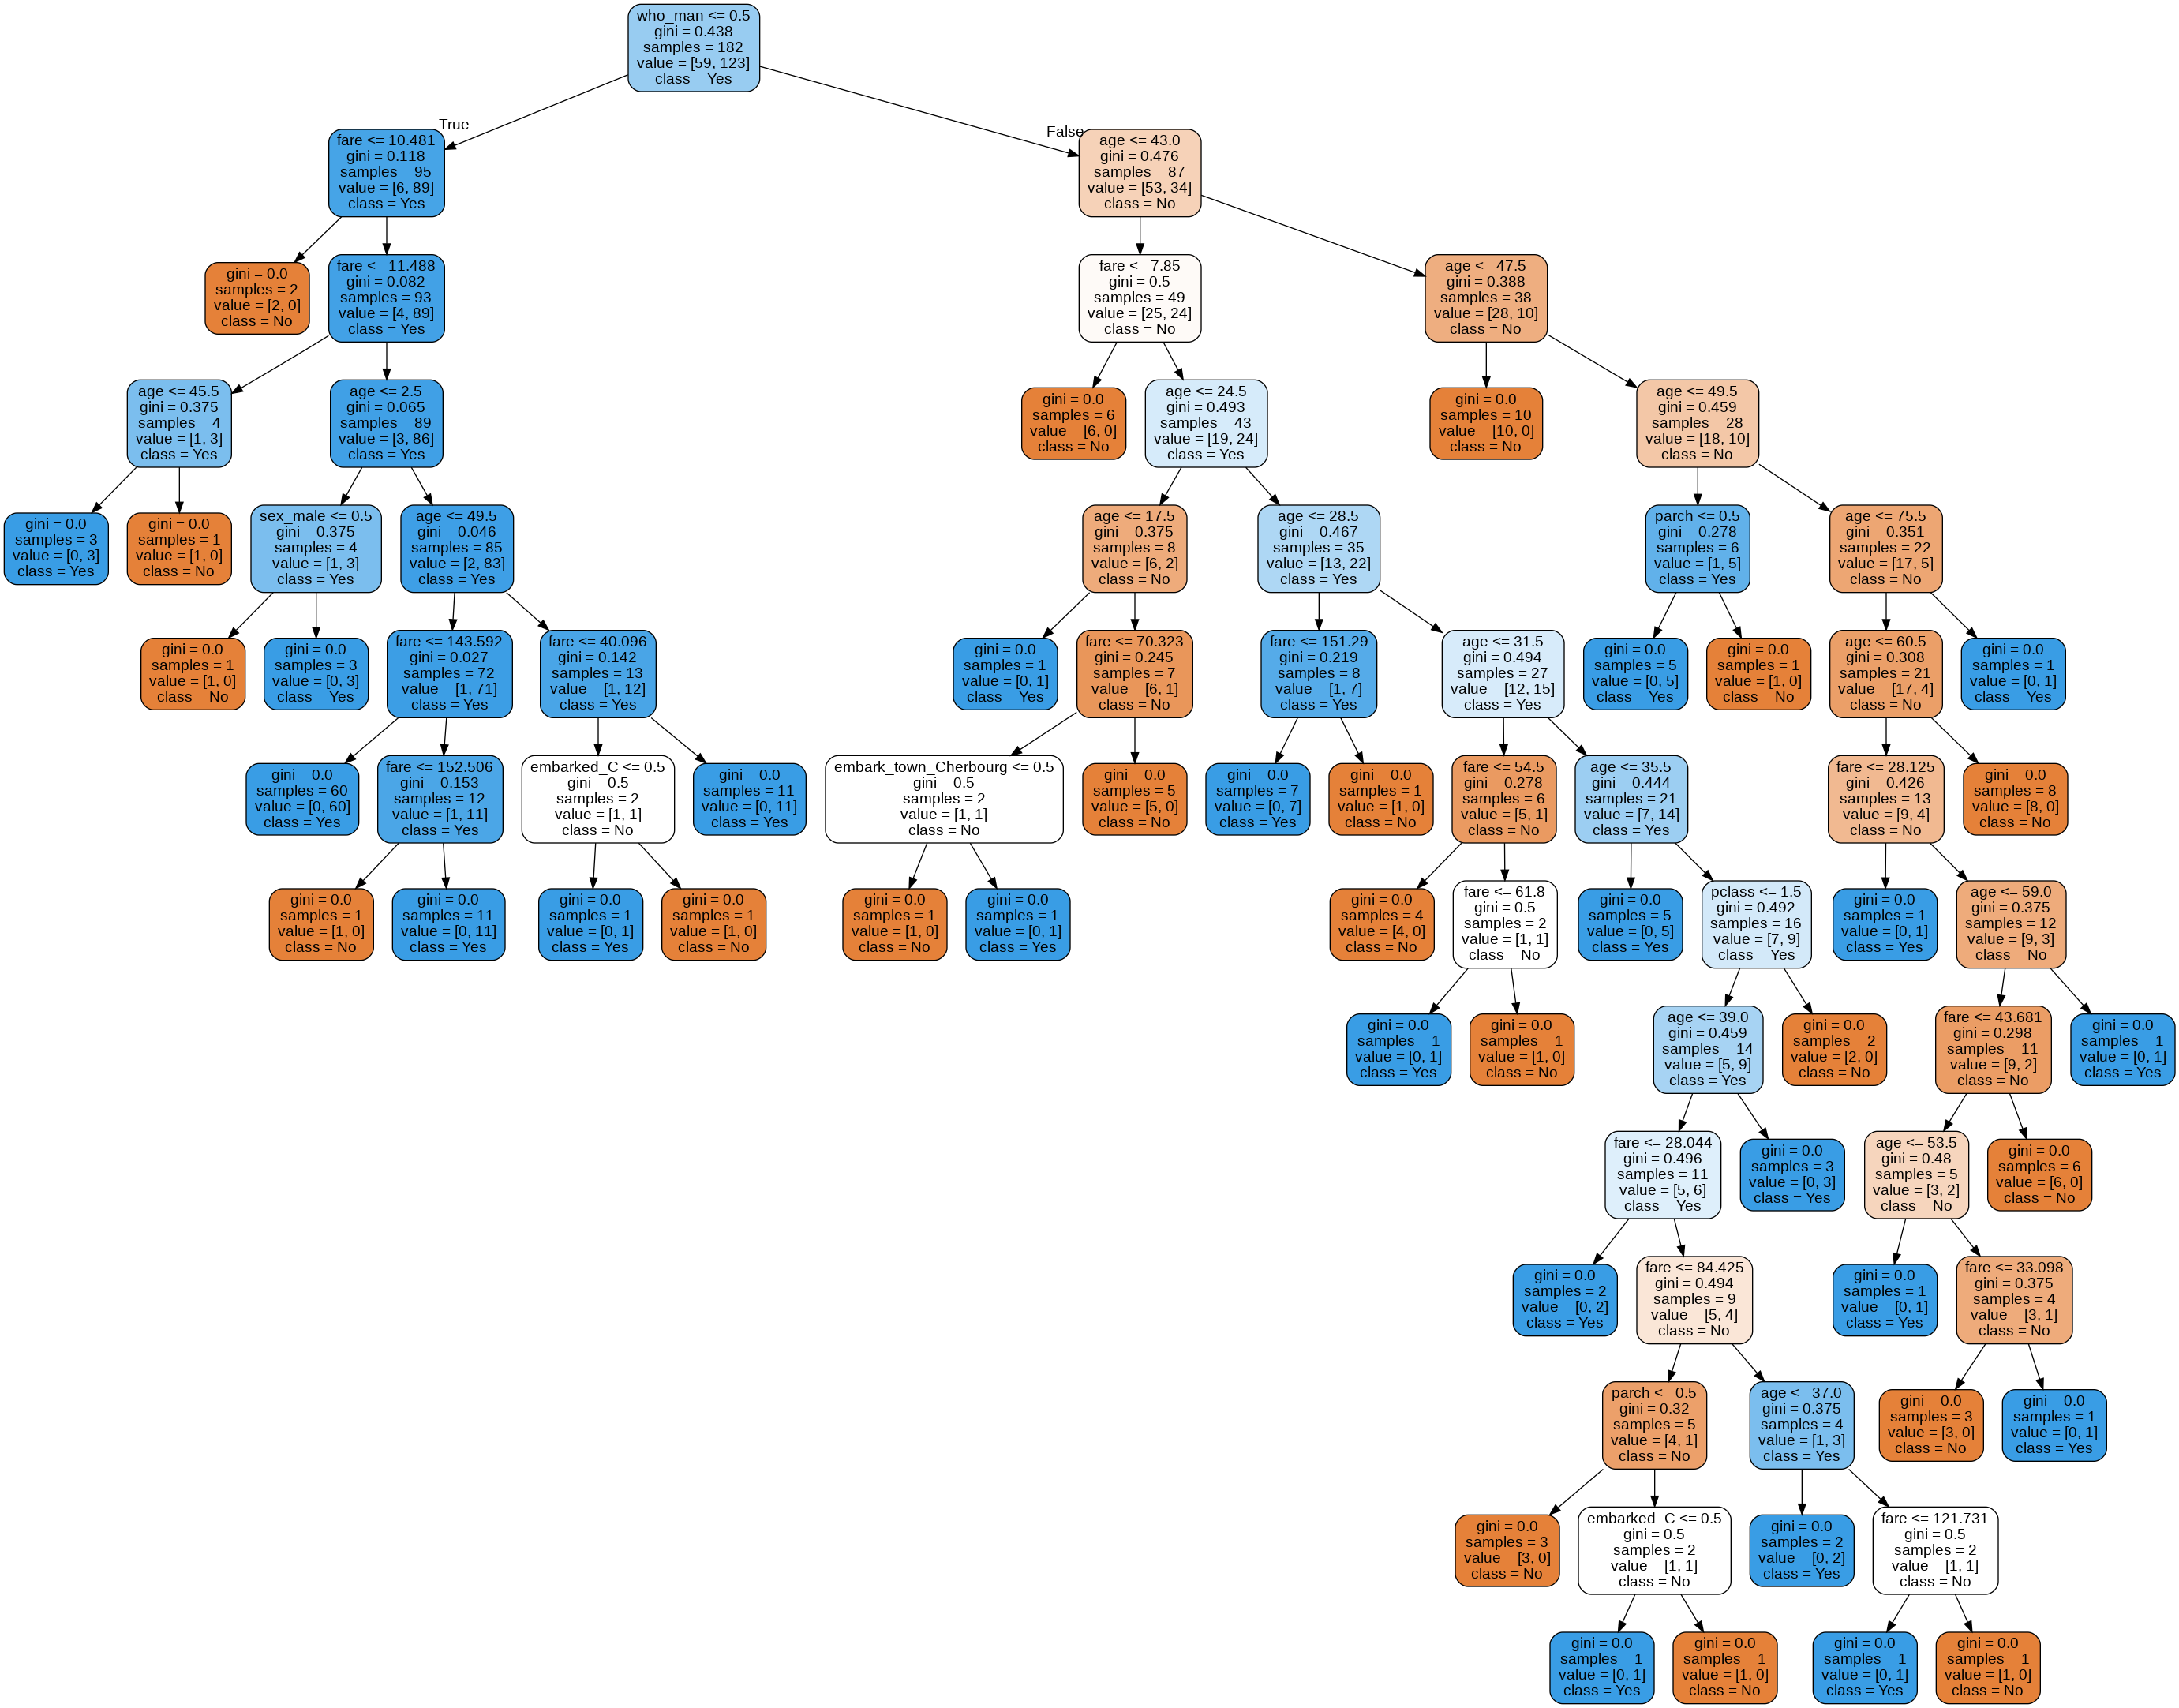 who_man <= 0.5
gini = 0.438
samples = 182
value = [59, 123]
class = Yes
True
False
fare <= 10.481
gini = 0.118
samples = 95
value = [6, 89]
class = Yes
age <= 43.0
gini = 0.476
samples = 87
value = [53, 34]
class = No
gini = 0.0
samples = 2
value = [2, 0]
class = No
fare <= 11.488
gini = 0.082
samples = 93
value = [4, 89]
class = Yes
fare <= 7.85
gini = 0.5
samples = 49
value = [25, 24]
class = No
age <= 47.5
gini = 0.388
samples = 38
value = [28, 10]
class = No
age <= 45.5
gini = 0.375
samples = 4
value = [1, 3]
class = Yes
age <= 2.5
gini = 0.065
samples = 89
value = [3, 86]
class = Yes
gini = 0.0
samples = 6
value = [6, 0]
class = No
age <= 24.5
gini = 0.493
samples = 43
value = [19, 24]
class = Yes
gini = 0.0
samples = 10
value = [10, 0]
class = No
age <= 49.5
gini = 0.459
samples = 28
value = [18, 10]
class = No
gini = 0.0
samples = 3
value = [0, 3]
class = Yes
gini = 0.0
samples = 1
value = [1, 0]
class = No
sex_male <= 0.5
gini = 0.375
samples = 4
value = [1, 3]
class = Yes
age <= 49.5
gini = 0.046
samples = 85
value = [2, 83]
class = Yes
age <= 17.5
gini = 0.375
samples = 8
value = [6, 2]
class = No
age <= 28.5
gini = 0.467
samples = 35
value = [13, 22]
class = Yes
parch <= 0.5
gini = 0.278
samples = 6
value = [1, 5]
class = Yes
age <= 75.5
gini = 0.351
samples = 22
value = [17, 5]
class = No
gini = 0.0
samples = 1
value = [1, 0]
class = No
gini = 0.0
samples = 3
value = [0, 3]
class = Yes
fare <= 143.592
gini = 0.027
samples = 72
value = [1, 71]
class = Yes
fare <= 40.096
gini = 0.142
samples = 13
value = [1, 12]
class = Yes
gini = 0.0
samples = 1
value = [0, 1]
class = Yes
fare <= 70.323
gini = 0.245
samples = 7
value = [6, 1]
class = No
fare <= 151.29
gini = 0.219
samples = 8
value = [1, 7]
class = Yes
age <= 31.5
gini = 0.494
samples = 27
value = [12, 15]
class = Yes
gini = 0.0
samples = 5
value = [0, 5]
class = Yes
gini = 0.0
samples = 1
value = [1, 0]
class = No
age <= 60.5
gini = 0.308
samples = 21
value = [17, 4]
class = No
gini = 0.0
samples = 1
value = [0, 1]
class = Yes
gini = 0.0
samples = 60
value = [0, 60]
class = Yes
fare <= 152.506
gini = 0.153
samples = 12
value = [1, 11]
class = Yes
embarked_C <= 0.5
gini = 0.5
samples = 2
value = [1, 1]
class = No
gini = 0.0
samples = 11
value = [0, 11]
class = Yes
embark_town_Cherbourg <= 0.5
gini = 0.5
samples = 2
value = [1, 1]
class = No
gini = 0.0
samples = 5
value = [5, 0]
class = No
gini = 0.0
samples = 7
value = [0, 7]
class = Yes
gini = 0.0
samples = 1
value = [1, 0]
class = No
fare <= 54.5
gini = 0.278
samples = 6
value = [5, 1]
class = No
age <= 35.5
gini = 0.444
samples = 21
value = [7, 14]
class = Yes
fare <= 28.125
gini = 0.426
samples = 13
value = [9, 4]
class = No
gini = 0.0
samples = 8
value = [8, 0]
class = No
gini = 0.0
samples = 1
value = [1, 0]
class = No
gini = 0.0
samples = 11
value = [0, 11]
class = Yes
gini = 0.0
samples = 1
value = [0, 1]
class = Yes
gini = 0.0
samples = 1
value = [1, 0]
class = No
gini = 0.0
samples = 1
value = [1, 0]
class = No
gini = 0.0
samples = 1
value = [0, 1]
class = Yes
gini = 0.0
samples = 4
value = [4, 0]
class = No
fare <= 61.8
gini = 0.5
samples = 2
value = [1, 1]
class = No
gini = 0.0
samples = 5
value = [0, 5]
class = Yes
pclass <= 1.5
gini = 0.492
samples = 16
value = [7, 9]
class = Yes
gini = 0.0
samples = 1
value = [0, 1]
class = Yes
age <= 59.0
gini = 0.375
samples = 12
value = [9, 3]
class = No
gini = 0.0
samples = 1
value = [0, 1]
class = Yes
gini = 0.0
samples = 1
value = [1, 0]
class = No
age <= 39.0
gini = 0.459
samples = 14
value = [5, 9]
class = Yes
gini = 0.0
samples = 2
value = [2, 0]
class = No
fare <= 43.681
gini = 0.298
samples = 11
value = [9, 2]
class = No
gini = 0.0
samples = 1
value = [0, 1]
class = Yes
fare <= 28.044
gini = 0.496
samples = 11
value = [5, 6]
class = Yes
gini = 0.0
samples = 3
value = [0, 3]
class = Yes
age <= 53.5
gini = 0.48
samples = 5
value = [3, 2]
class = No
gini = 0.0
samples = 6
value = [6, 0]
class = No
gini = 0.0
samples = 2
value = [0, 2]
class = Yes
fare <= 84.425
gini = 0.494
samples = 9
value = [5, 4]
class = No
gini = 0.0
samples = 1
value = [0, 1]
class = Yes
fare <= 33.098
gini = 0.375
samples = 4
value = [3, 1]
class = No
parch <= 0.5
gini = 0.32
samples = 5
value = [4, 1]
class = No
age <= 37.0
gini = 0.375
samples = 4
value = [1, 3]
class = Yes
gini = 0.0
samples = 3
value = [3, 0]
class = No
gini = 0.0
samples = 1
value = [0, 1]
class = Yes
gini = 0.0
samples = 3
value = [3, 0]
class = No
embarked_C <= 0.5
gini = 0.5
samples = 2
value = [1, 1]
class = No
gini = 0.0
samples = 2
value = [0, 2]
class = Yes
fare <= 121.731
gini = 0.5
samples = 2
value = [1, 1]
class = No
gini = 0.0
samples = 1
value = [0, 1]
class = Yes
gini = 0.0
samples = 1
value = [1, 0]
class = No
gini = 0.0
samples = 1
value = [0, 1]
class = Yes
gini = 0.0
samples = 1
value = [1, 0]
class = No